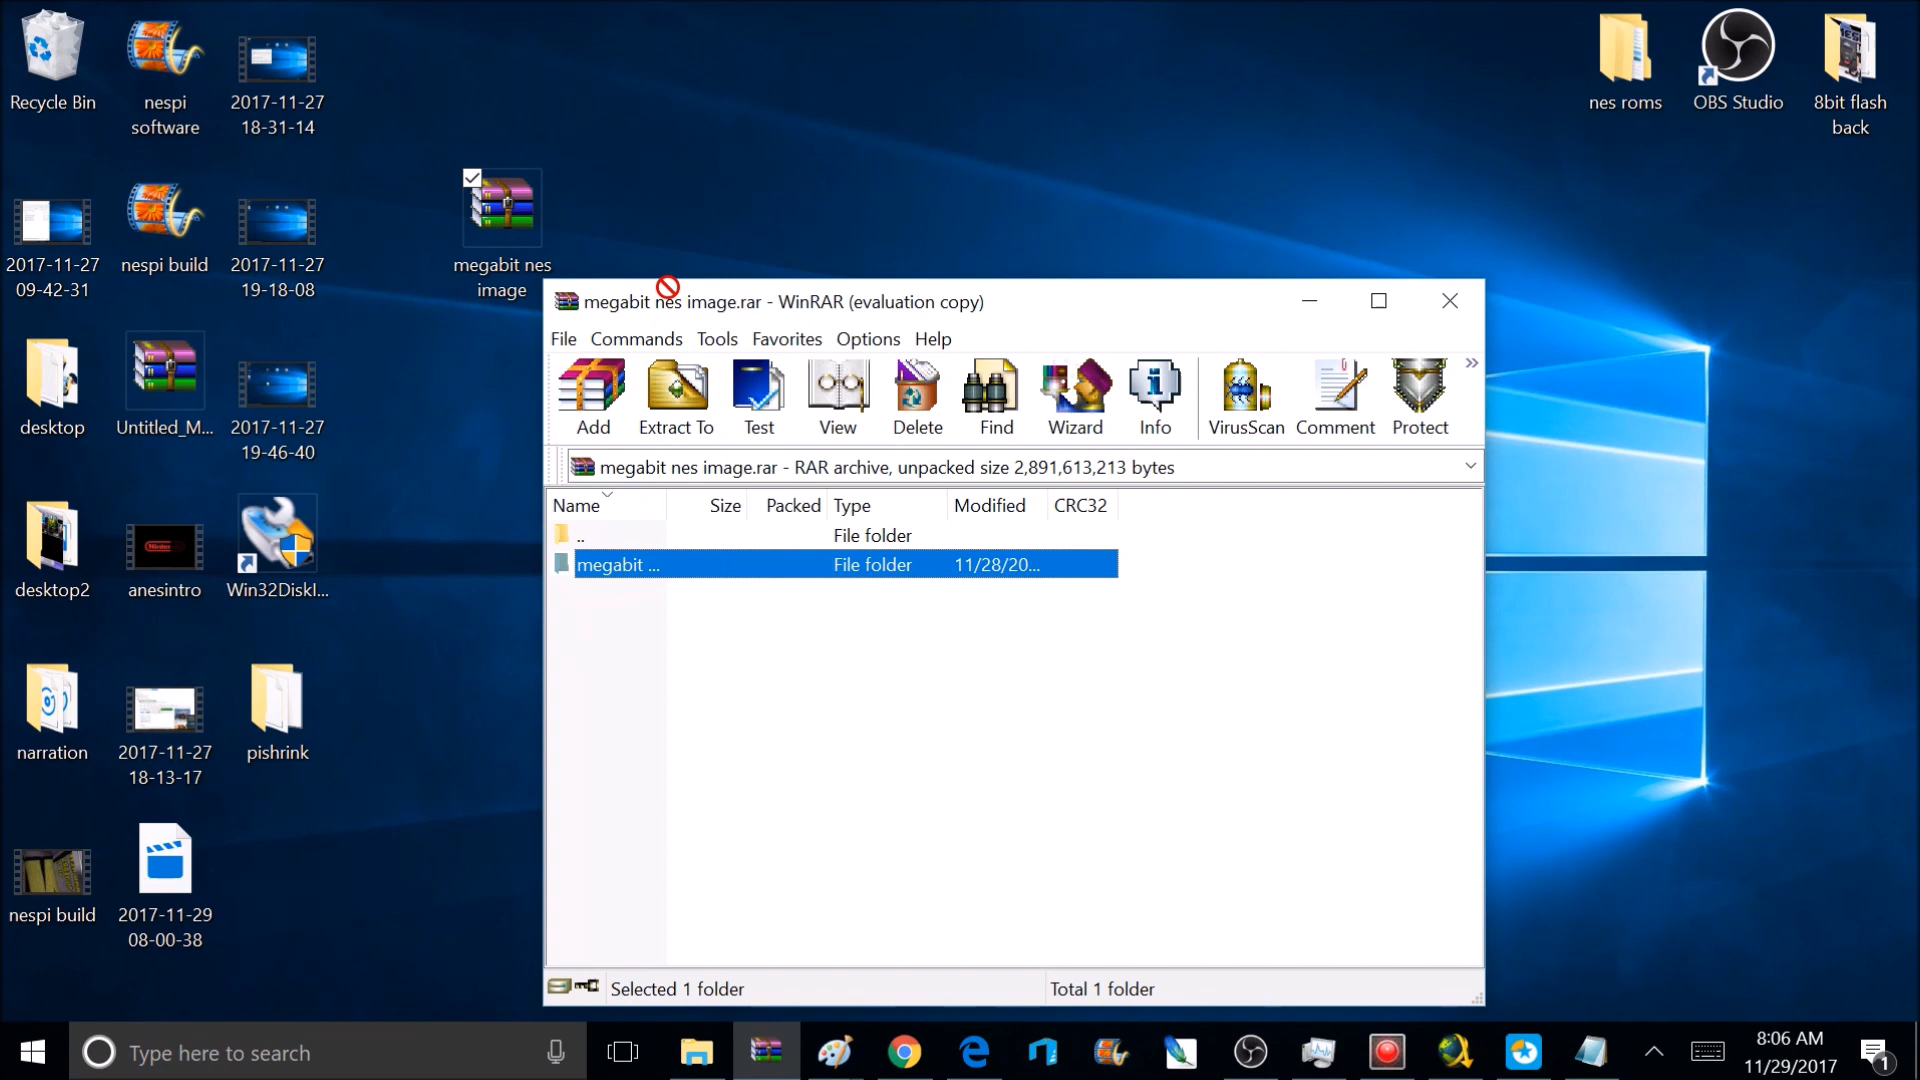 Recycle Bin
nespi
software
2017-11-27
18-31-14
nes roms
OBS Studio
8bit flash
back
2017-11-27
09-42-31
nespi build
2017-11-27
19-18-08
megabit nes
image
desktop
Untitled_M...
2017-11-27
19-46-40
desktop2
anesintro
Win32DiskI...
narration
2017-11-27
18-13-17
pishrink
nespi build
2017-11-29
08-00-38
megabit nes image.rar - WinRAR (evaluation copy)
File Commands Tools Favorites Options Help
Add Extract To Test View Delete Find Wizard Info VirusScan Comment Protect
megabit nes image.rar - RAR archive, unpacked size 2,891,613,213 bytes
Name Size Packed Type Modified CRC32
.. File folder
megabit ... File folder 11/28/20...
Selected 1 folder Total 1 folder
Type here to search
8:06 AM
11/29/2017
1